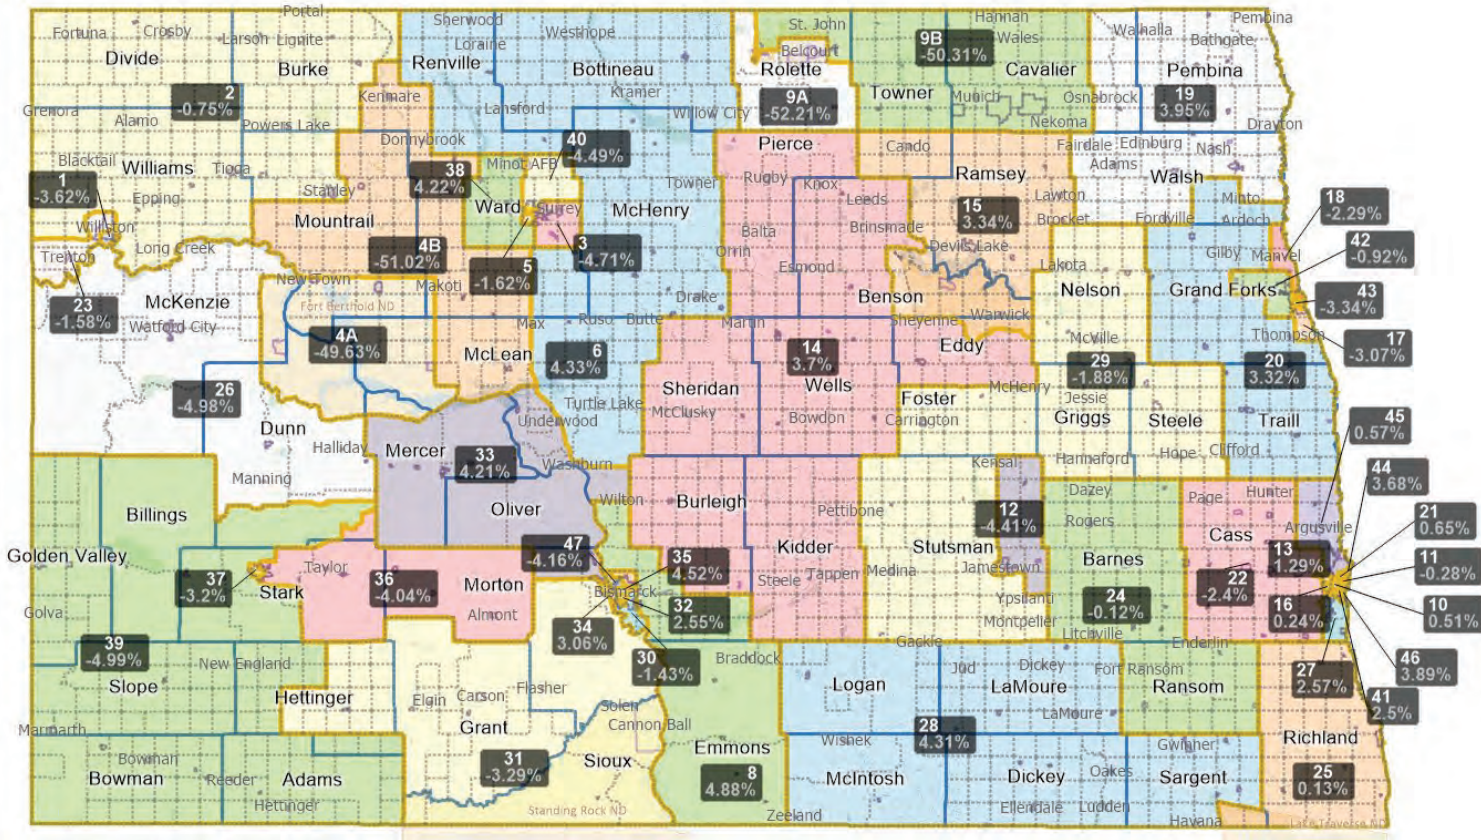 Portal
Sherwood
Hannah
Pembina
Fortuna
Crosby
Larson
Lignite
Loraine
Westhope
St. John
9B
-50.31%
Wales
Walhalla
Bathgate
Divide
Burke
Renville
Bottineau
Belcourt
Rolette
Cavalier
Pembina
2
-0.75%
Kenmare
Kramer
9A
-52.21%
Towner
Munich
Osnabrock
19
3.95%
Grenora
Alamo
Powers Lake
Lansford
Willow City
Nekoma
Drayton
Donnybrook
40
-4.49%
Pierce
Cando
Fairdale
Edinburg
Nash
Adams
Blacktail
Williams
Tioga
38
4.22%
Minot AFB
Rugby
Knox
Ramsey
Walsh
1
-3.62%
Epping
Stanley
Towner
Leeds
Lawton
Minto
18
-2.29%
Williston
Mountrail
Ward
Surrey
McHenry
Balta
Brinsmade
15
3.34%
Brocket
Fordville
Ardoch
42
-0.92%
Long Creek
4B
-51.02%
3
-4.71%
Orrin
Devils Lake
Gilby
Manvel
Trenton
5
-1.62%
Esmond
Lakota
New Town
Makoti
McKenzie
Fort Berthold ND
Drake
Benson
Nelson
Grand Forks
43
-3.34%
23
-1.58%
Watford City
Max
Ruso
Butte
Martin
Sheyenne
Warwick
Thompson
17
-3.07%
4A
-49.63%
McLean
6
4.33%
14
3.7%
Eddy
McVille
29
-1.88%
20
3.32%
26
-4.98%
Sheridan
Wells
McHenry
Jessie
Turtle Lake
McClusky
Bowdon
Foster
Carrington
Griggs
Steele
Traill
45
0.57%
Dunn
Underwood
Halliday
Mercer
33
4.21%
Washburn
Kensal
Hannaford
Hope
Clifford
44
3.68%
Manning
Wilton
Burleigh
Pettibone
12
-4.41%
Dazey
Page
Hunter
Billings
Oliver
Rogers
Cass
Argusville
21
0.65%
Golden Valley
47
-4.16%
35
4.52%
Kidder
Stutsman
Barnes
13
1.29%
11
-0.28%
Taylor
Jamestown
37
-3.2%
Stark
36
-4.04%
Morton
Bismarck
Steele
Tappen
Medina
22
-2.4%
Golva
Almont
32
2.55%
Ypsilanti
24
-0.12%
16
0.24%
10
0.51%
34
3.06%
Montpelier
Litchville
39
-4.99%
Gackle
Enderlin
New England
30
-1.43%
Braddock
Jud
Dickey
Fort Ransom
27
2.57%
46
3.89%
Slope
Hettinger
Elgin
Carson
Flasher
Logan
LaMoure
Ransom
41
2.5%
Marmarth
Grant
Solen
Cannon Ball
LaMoure
Richland
Bowman
31
-3.29%
Sioux
Emmons
Wishek
28
4.31%
Gwinner
Bowman
Reeder
Adams
8
4.88%
McIntosh
Dickey
Oakes
Sargent
25
0.13%
Hettinger
Standing Rock ND
Zeeland
Ellendale
Ludden
Havana
Lake Traverse ND